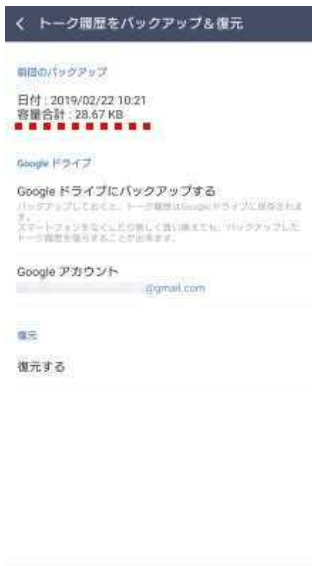 く トーク履歴をバックアップ&復元
前回のバックアップ
日付 : 2019/02/22 10:21
容量合計 : 28.67 KB
Google ドライブ
Google ドライブにバックアップする
バックアップしておくと、トーク履歴はGoogleドライブに保存されま
す。
スマートフォンをなくしたり新しく買い換えても、バックアップした
トーク履歴を復元することが出来ます。
Google アカウント
@gmail.com
復元
復元する